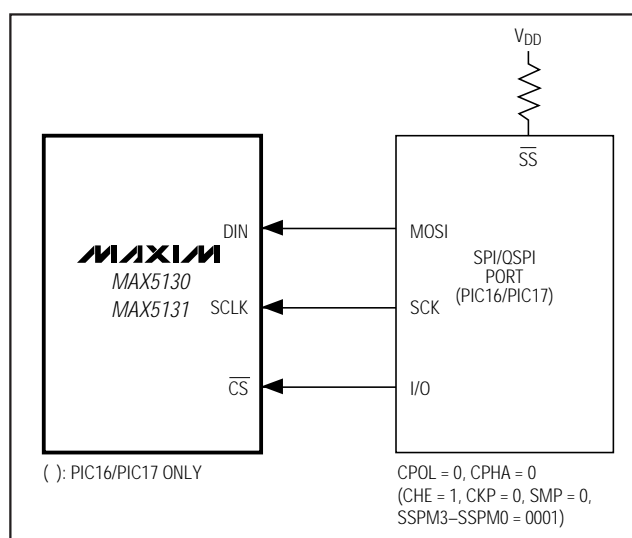 VDD
SS
DIN
MOSI
MAXIM
MAX5130
MAX5131
SPI/QSPI
PORT
(PIC16/PIC17)
SCLK
SCK
CS
I/O
( ): PIC16/PIC17 ONLY
CPOL = 0, CPHA = 0
(CHE = 1, CKP = 0, SMP = 0,
SSPM3–SSPM0 = 0001)